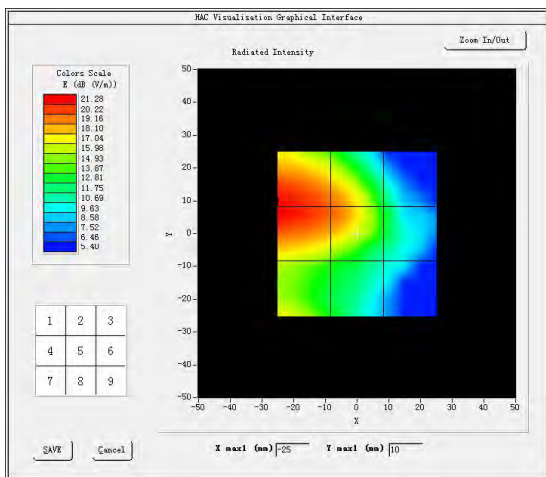 HAC Visualisation Graphical Interface
Zoom In/Out
Radiated Intensity
Colors Scale
E (dB (V/m))
21.28
20.22
19.16
18.10
17.04
15.98
14.93
13.87
12.81
11.75
10.69
9.63
8.58
7.52
6.46
5.40
1 2 3
4 5 6
7 8 9
50
40
30
20
10
0
-10
-20
-30
-40
-50
Y
-50 -40 -30 -20 -10 0 10 20 30 40 50
X
SAVE Cancel
X max1 (mm) -25 Y max1 (mm) 10